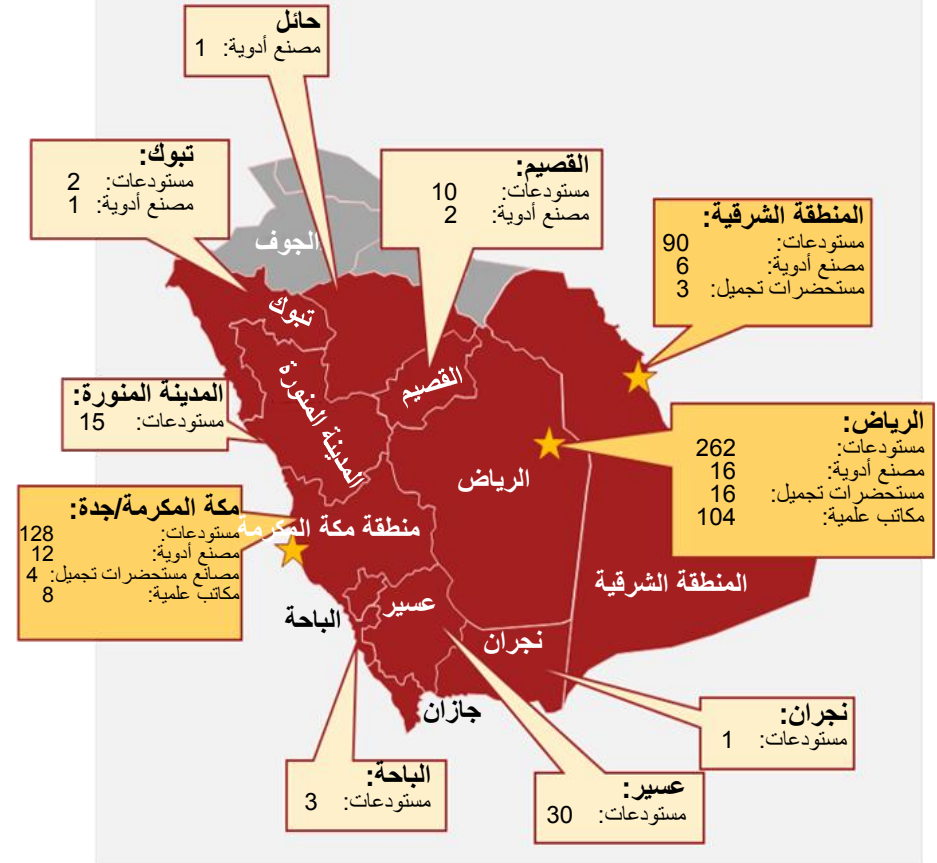 حائل
مصنع أدوية: 1
تبوك:
مستودعات: 2
مصنع أدوية: 1
القصيم:
مستودعات: 10
مصنع أدوية: 2
المنطقة الشرقية:
مستودعات: 90
مصنع أدوية: 6
مستحضرات تجميل: 3
الجوف
تبوك
القصيم
المدينة المنورة
المدينة المنورة:
مستودعات: 15
الرياض:
مستودعات: 262
مصنع أدوية: 16
مستحضرات تجميل: 16
مكاتب علمية: 104
الرياض
مكة المكرمة/جدة:
مستودعات: 128
مصنع أدوية: 12
مصانع مستحضرات تجميل: 4
مكاتب علمية: 8
منطقة مكة المكرمة
المنطقة الشرقية
عسير
الباحة
نجران
جازان
نجران:
مستودعات: 1
الباحة:
مستودعات: 3
عسير:
مستودعات: 30